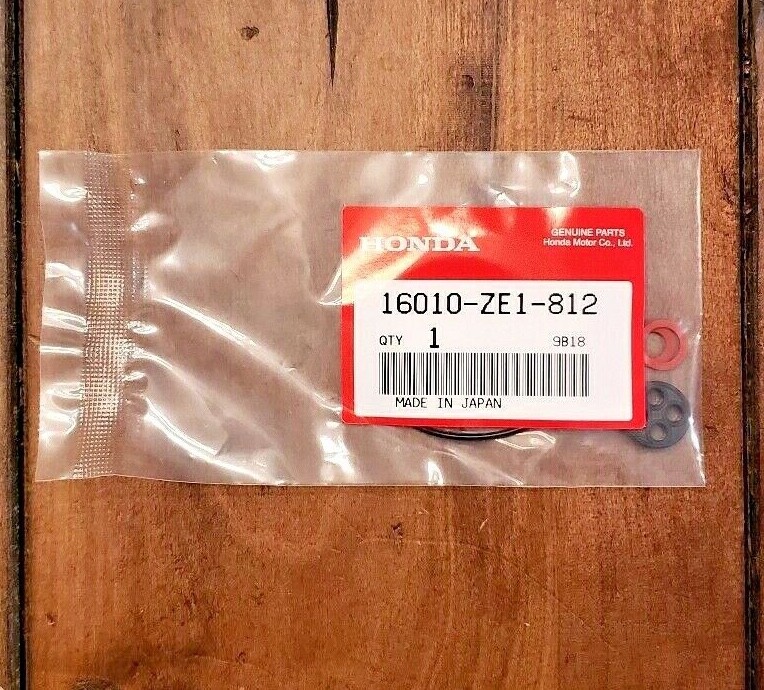 HONDA
GENUINE PARTS
Honda Motor Co., Ltd.
16010-ZE1-812
QTY 1 9B18
MADE IN JAPAN